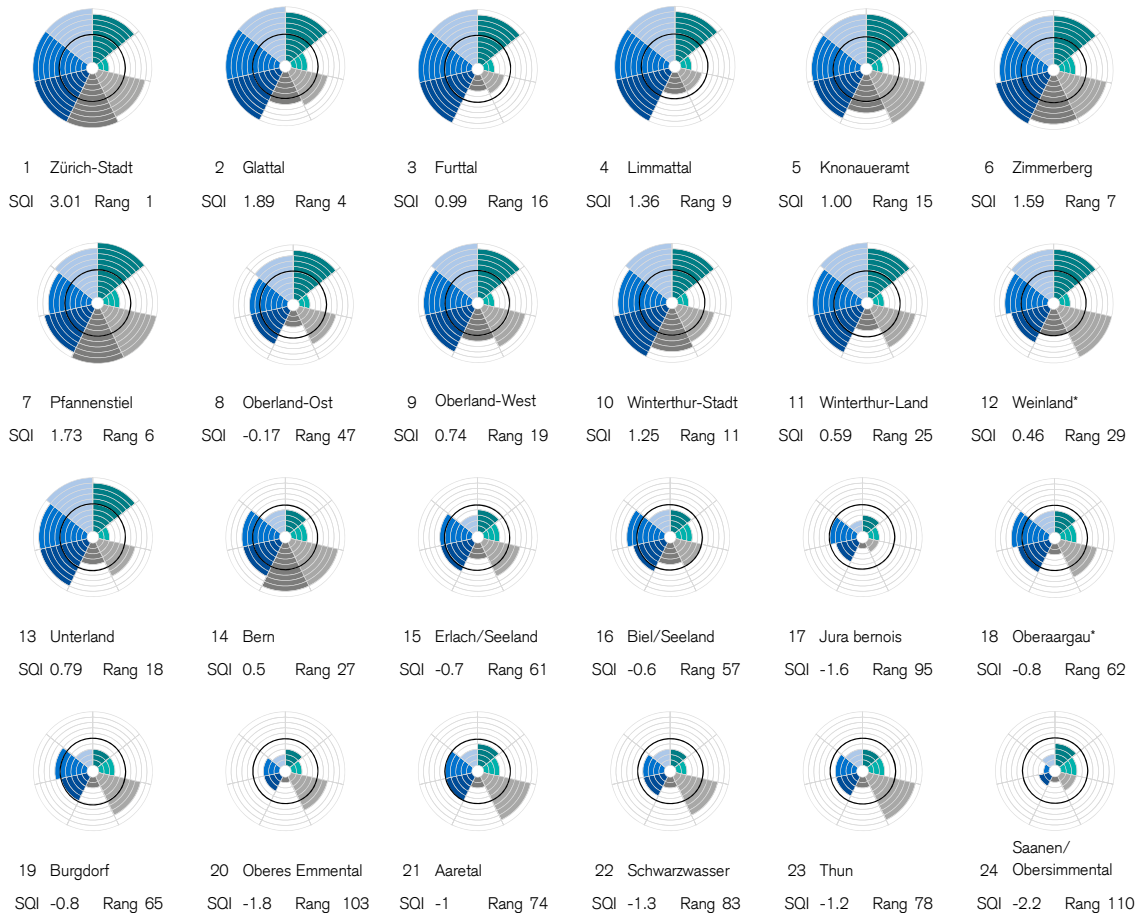 1 Zürich-Stadt 2 Glattal 3 Furttal 4 Limmattal 5 Knonaueramt 6 Zimmerberg
SQI 3.01 Rang 1 SQI 1.89 Rang 4 SQI 0.99 Rang 16 SQI 1.36 Rang 9 SQI 1.00 Rang 15 SQI 1.59 Rang 7
7 Pfannenstiel 8 Oberland-Ost 9 Oberland-West 10 Winterthur-Stadt 11 Winterthur-Land 12 Weinland*
SQI 1.73 Rang 6 SQI -0.17 Rang 47 SQI 0.74 Rang 19 SQI 1.25 Rang 11 SQI 0.59 Rang 25 SQI 0.46 Rang 29
13 Unterland 14 Bern 15 Erlach/Seeland 16 Biel/Seeland 17 Jura bernois 18 Oberaargau*
SQI 0.79 Rang 18 SQI 0.5 Rang 27 SQI -0.7 Rang 61 SQI -0.6 Rang 57 SQI -1.6 Rang 95 SQI -0.8 Rang 62
19 Burgdorf 20 Oberes Emmental 21 Aaretal 22 Schwarzwasser 23 Thun 24 Saanen/
Obersimmental
SQI -0.8 Rang 65 SQI -1.8 Rang 103 SQI -1 Rang 74 SQI -1.3 Rang 83 SQI -1.2 Rang 78 SQI -2.2 Rang 110